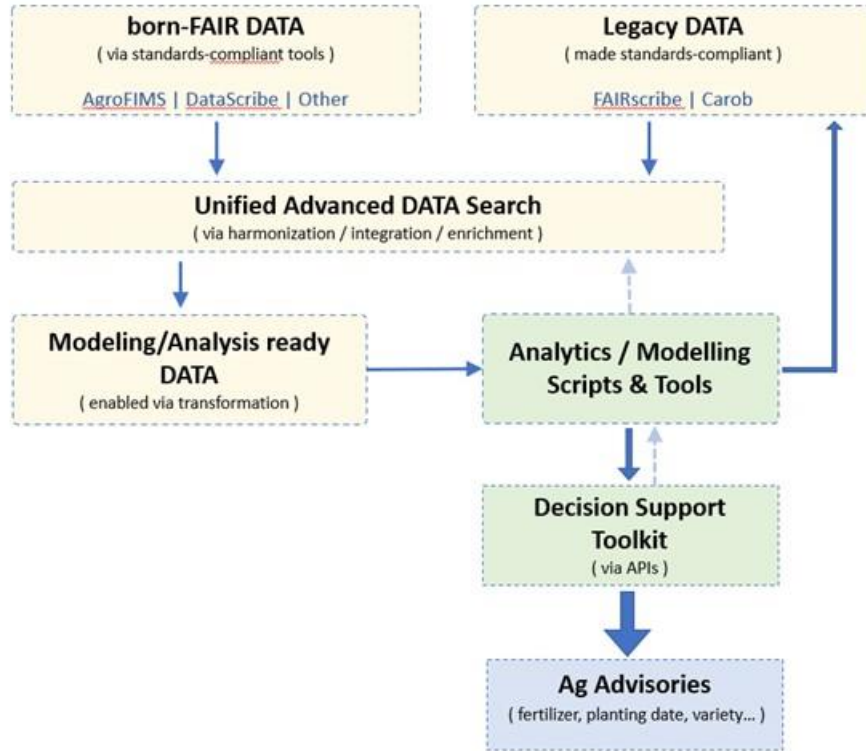 born-FAIR DATA
( via standards-compliant tools )
AgroFIMS | DataScribe | Other
Legacy DATA
( made standards-compliant )
FAIRscribe | Carob
Unified Advanced DATA Search
( via harmonization / integration / enrichment )
Modeling/Analysis ready
DATA
( enabled via transformation )
Analytics / Modelling
Scripts & Tools
Decision Support
Toolkit
( via APIs )
Ag Advisories
( fertilizer, planting date, variety... )